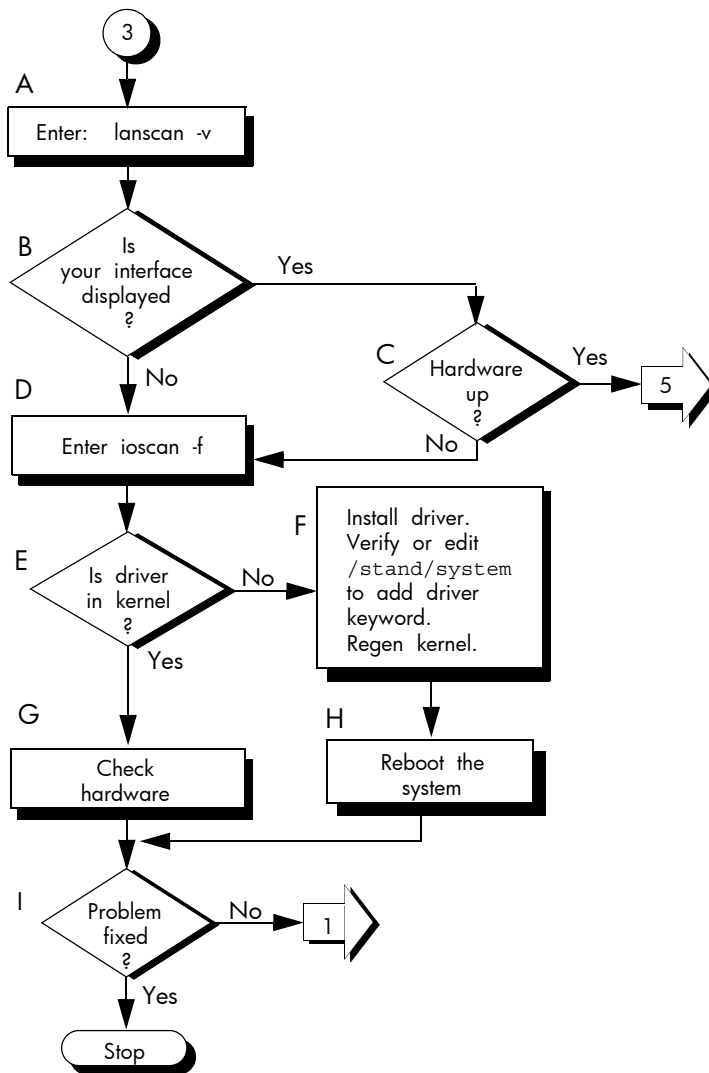 3
A
Enter: lanscan -v
B
Is
your interface
displayed
?
Yes
C
Hardware
up
?
Yes
5
No
No
D
Enter ioscan -f
E
Is driver
in kernel
?
No
F
Install driver.
Verify or edit
/stand/system
to add driver
keyword.
Regen kernel.
Yes
G
Check
hardware
H
Reboot the
system
I
Problem
fixed
?
No
1
Yes
Stop